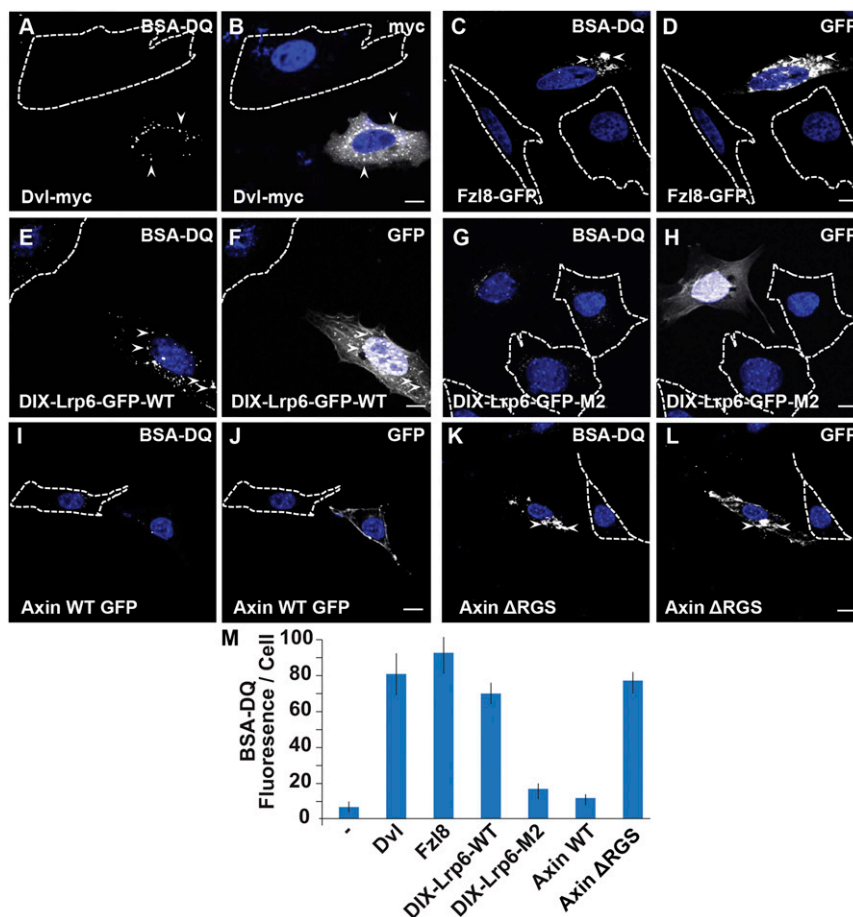 A BSA-DQ
Dvl-myc
B myc
Dvl-myc
C BSA-DQ
Fzl8-GFP
D GFP
Fzl8-GFP
E BSA-DQ
DIX-Lrp6-GFP-WT
F GFP
DIX-Lrp6-GFP-WT
G BSA-DQ
DIX-Lrp6-GFP-M2
H GFP
DIX-Lrp6-GFP-M2
I BSA-DQ
Axin WT GFP
J GFP
Axin WT GFP
K BSA-DQ
Axin ΔRGS
L GFP
Axin ΔRGS
M
BSA-DQ
Fluoresence / Cell
100
80
60
40
20
0
-
Dvl
Fzl8
DIX-Lrp6-WT
DIX-Lrp6-M2
Axin WT
Axin ΔRGS